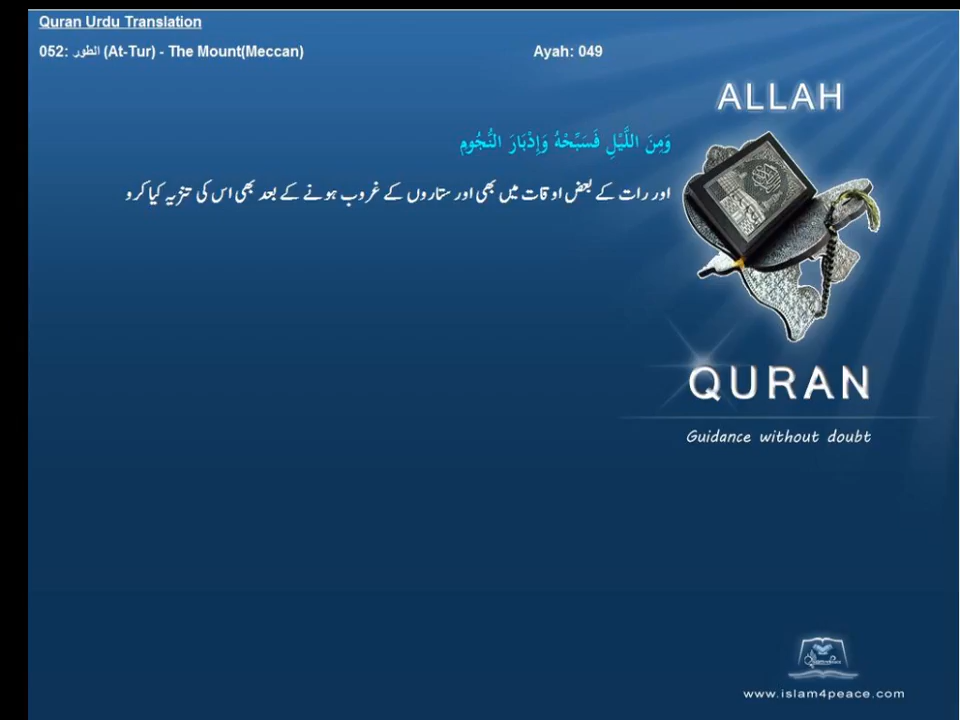 Quran Urdu Translation
052: الطور (At-Tur) - The Mount(Meccan)
Ayah: 049
ALLAH
وَمِنَ اللَّيْلِ فَسَبِّحْهُ وَإِدْبَارَ النُّجُومِ
اور رات کے بعض اوقات میں بھی اور ستاروں کے غروب ہونے کے بعد بھی اس کی تنزیہ کیا کرو
QURAN
Guidance without doubt
www.islam4peace.com